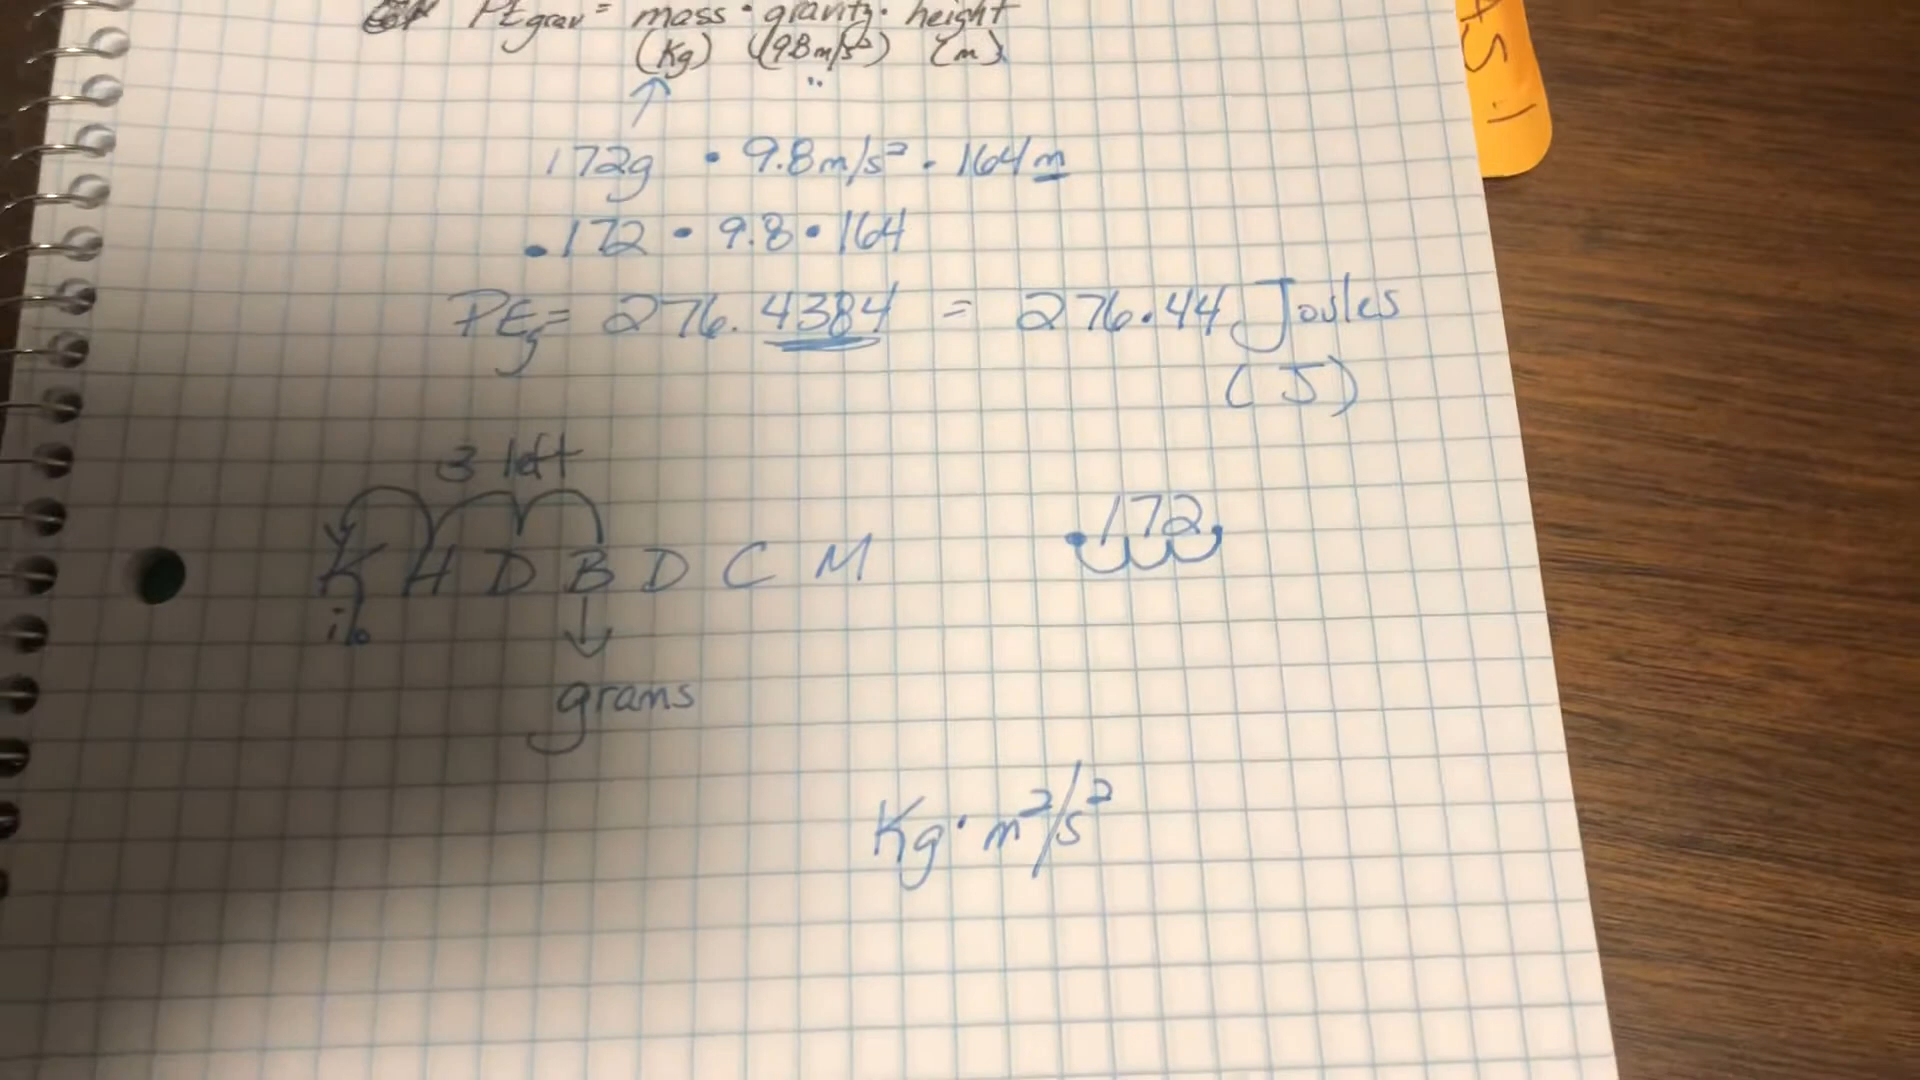 PEgrav = mass · gravity · height
(Kg) (9.8m/s²) (m)
172g · 9.8m/s² · 164m
.172 · 9.8 · 164
PEg = 276.4384 = 276.44 Joules
(J)
3 left
K H D B D C M
ilo
grams
.172.
Kg · m²/s²